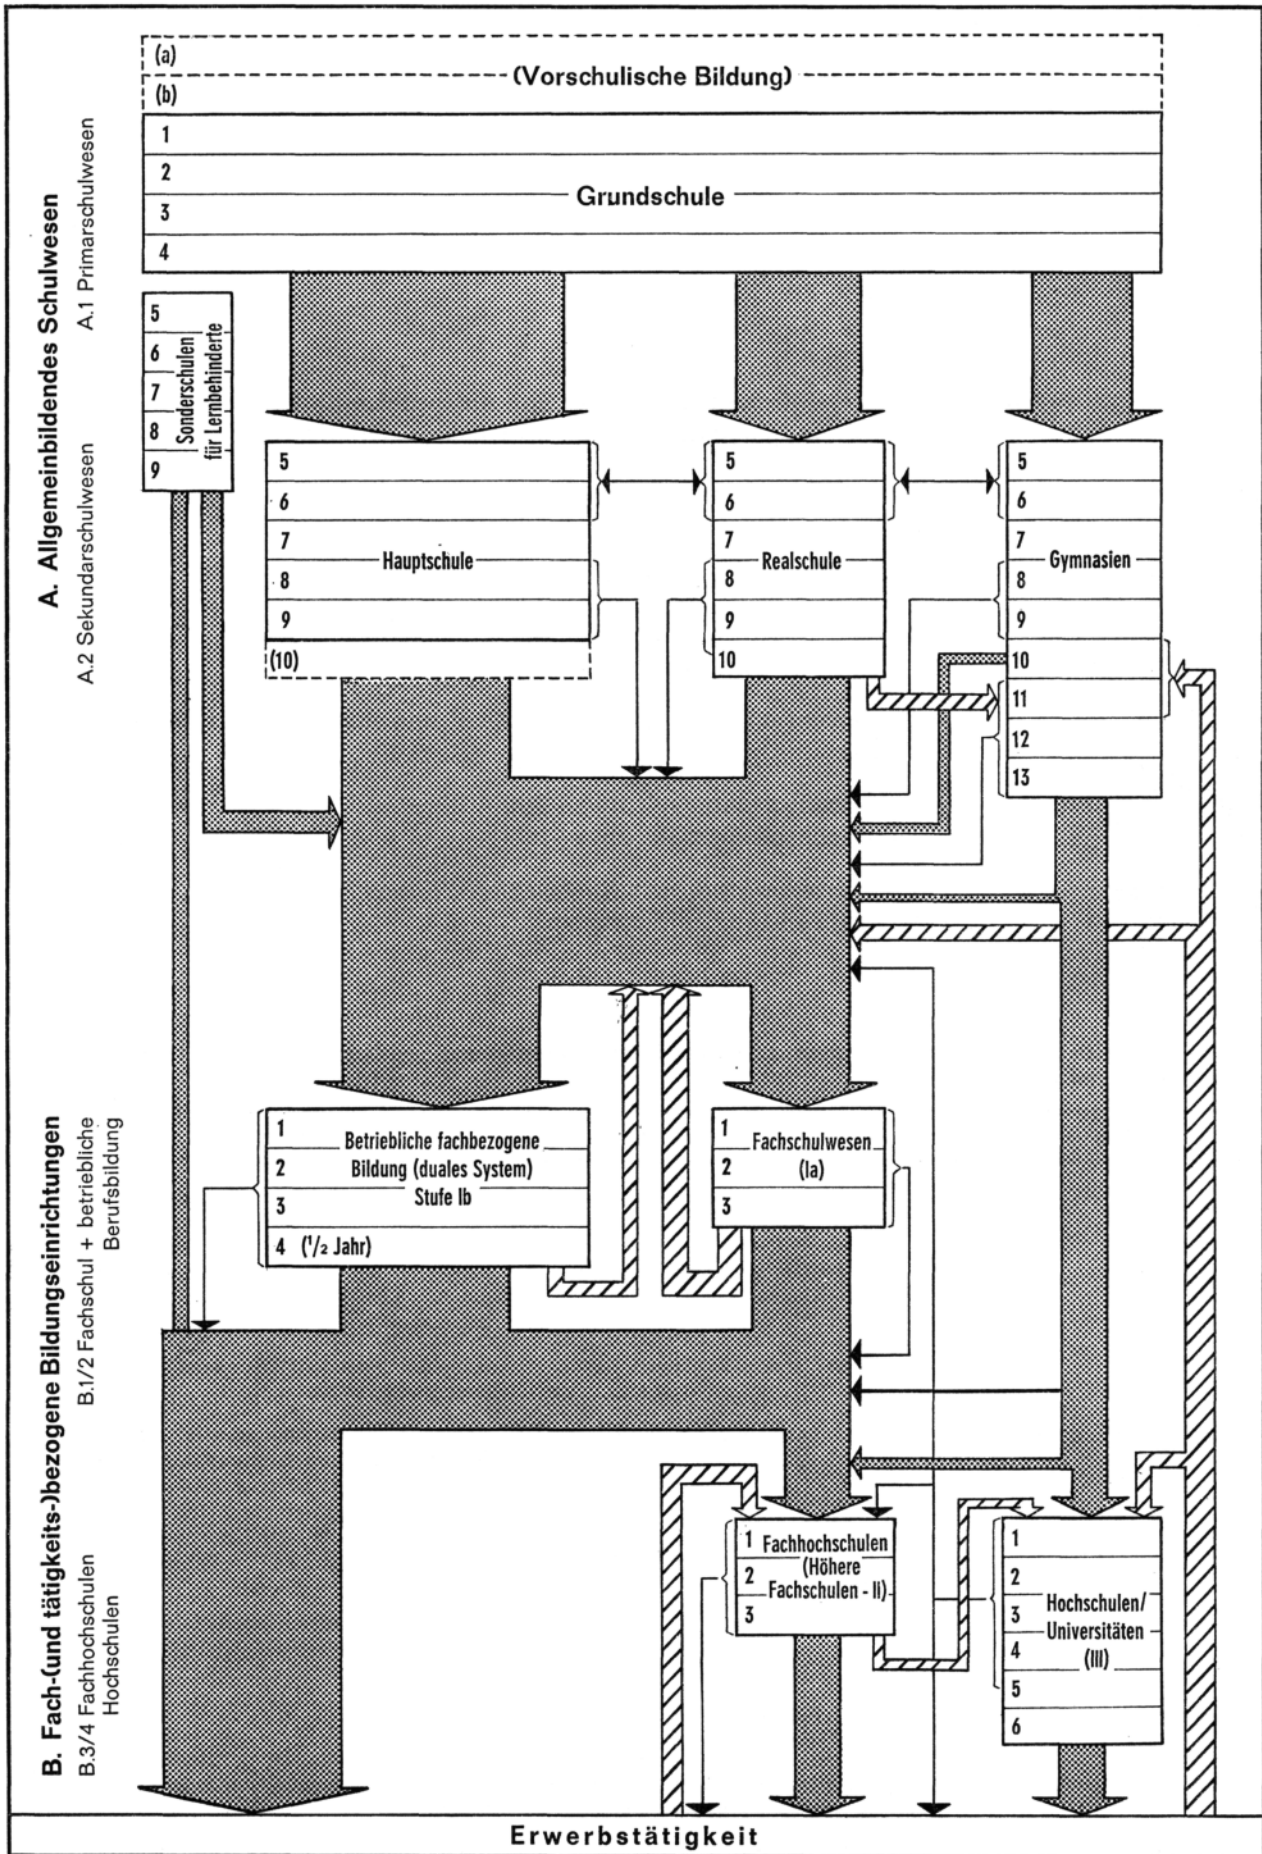 (a)
(Vorschulische Bildung)
(b)
1
2
Grundschule
3
4
A. Allgemeinbildendes Schulwesen
A.1 Primarschulwesen
A.2 Sekundarschulwesen
5
6
7
8
9
Sonderschulen
für Lernbehinderte
5
6
7
Hauptschule
8
9
(10)
5
6
7
Realschule
8
9
10
5
6
7
Gymnasien
8
9
10
11
12
13
B. Fach-(und tätigkeits-)bezogene Bildungseinrichtungen
B.1/2 Fachschul + betriebliche
Berufsbildung
B.3/4 Fachhochschulen
Hochschulen
1
Betriebliche fachbezogene
2
Bildung (duales System)
Stufe Ib
3
4 (1/2 Jahr)
1
Fachschulwesen
2
(Ia)
3
1
Fachhochschulen
(Höhere
2
Fachschulen - Ii)
3
1
2
3
Hochschulen/
Universitäten
4
(III)
5
6
Erwerbstätigkeit